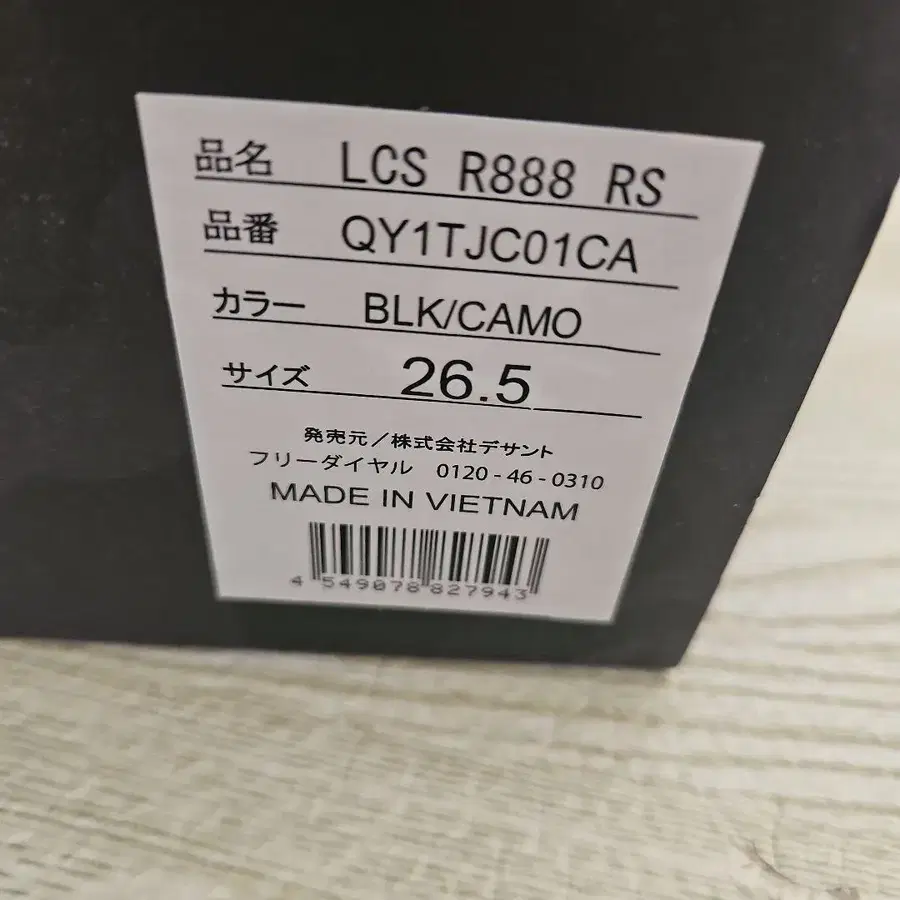 品名 LCS R888 RS
品番 QY1TJC01CA
カラー BLK/CAMO
サイズ 26.5
発売元/株式会社デサント
フリーダイヤル 0120-46-0310
MADE IN VIETNAM
4 549078 827943